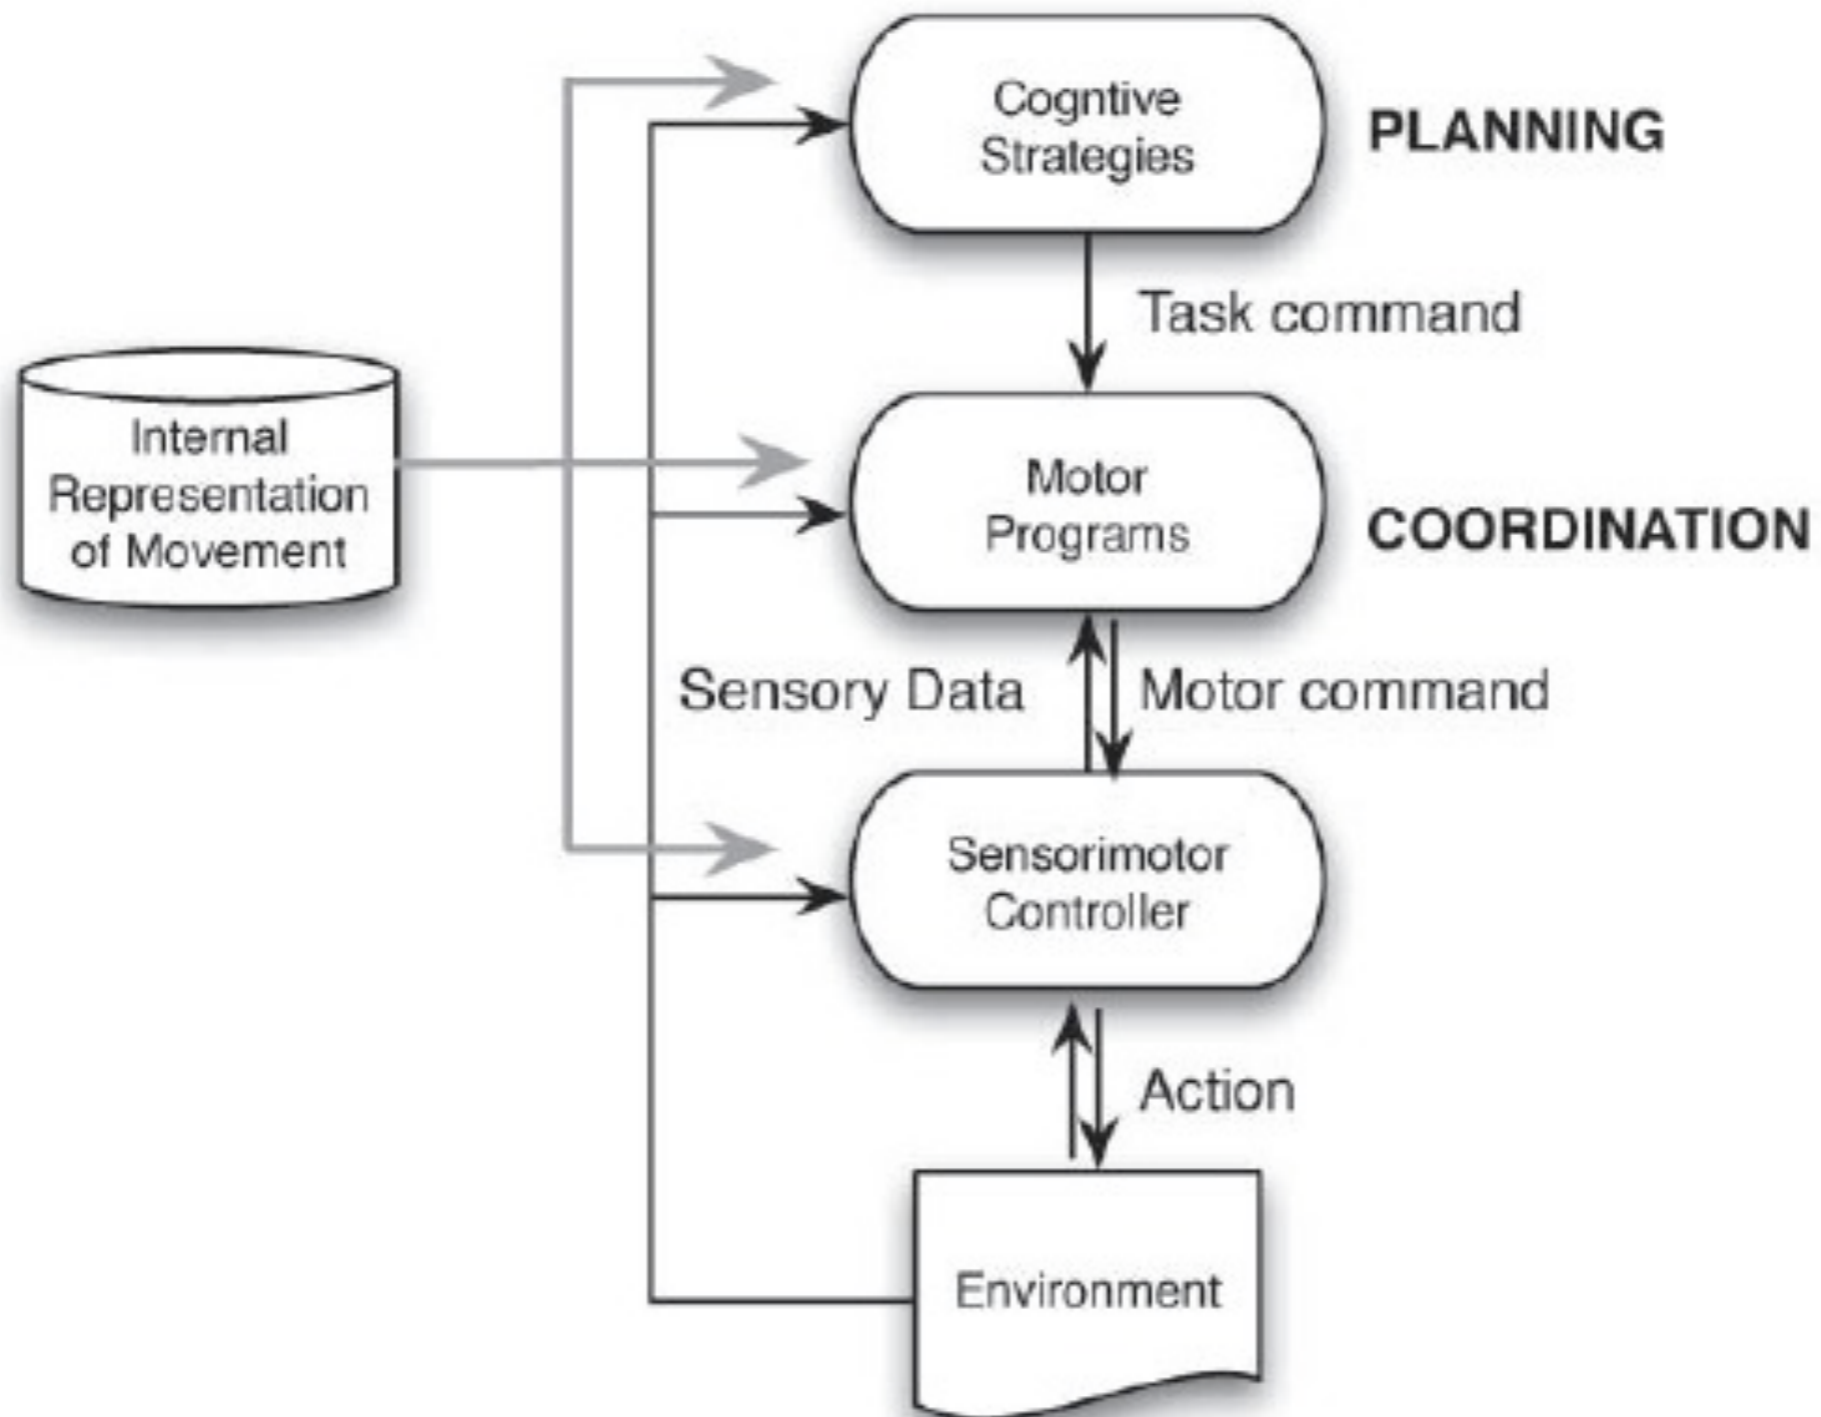 Cogntive
Strategies
PLANNING
Task command
Internal
Representation
of Movement
Motor
Programs
COORDINATION
Sensory Data
Motor command
Sensorimotor
Controller
Action
Environment